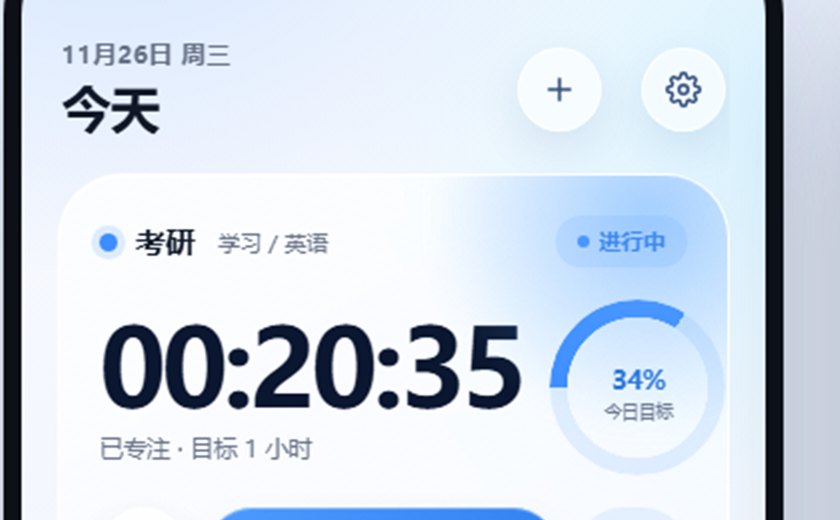 11月26日 周三
今天
考研 学习 / 英语 进行中
00:20:35
34%
今日目标
已专注 · 目标 1 小时